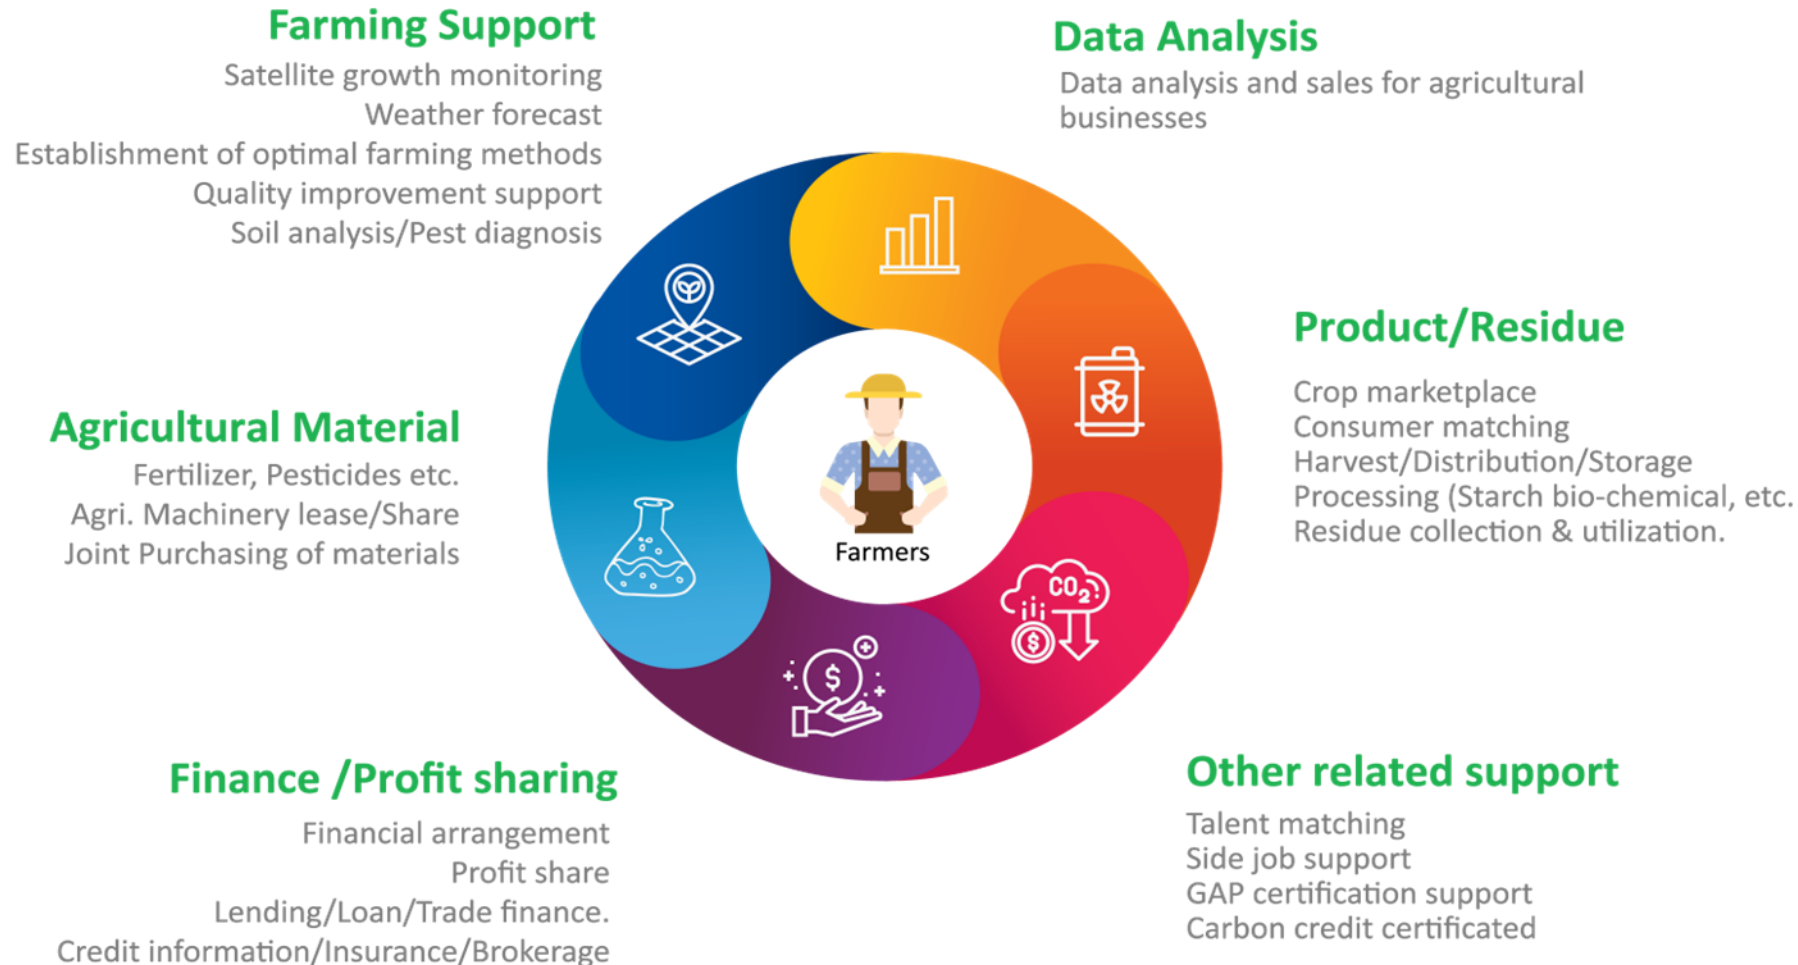 Farming Support
Satellite growth monitoring
Weather forecast
Establishment of optimal farming methods
Quality improvement support
Soil analysis/Pest diagnosis
Data Analysis
Data analysis and sales for agricultural
businesses
Product/Residue
Crop marketplace
Consumer matching
Harvest/Distribution/Storage
Processing (Starch bio-chemical, etc.
Residue collection & utilization.
Agricultural Material
Fertilizer, Pesticides etc.
Agri. Machinery lease/Share
Joint Purchasing of materials
Farmers
CO2
$
$
Finance /Profit sharing
Financial arrangement
Profit share
Lending/Loan/Trade finance.
Credit information/Insurance/Brokerage
Other related support
Talent matching
Side job support
GAP certification support
Carbon credit certificated